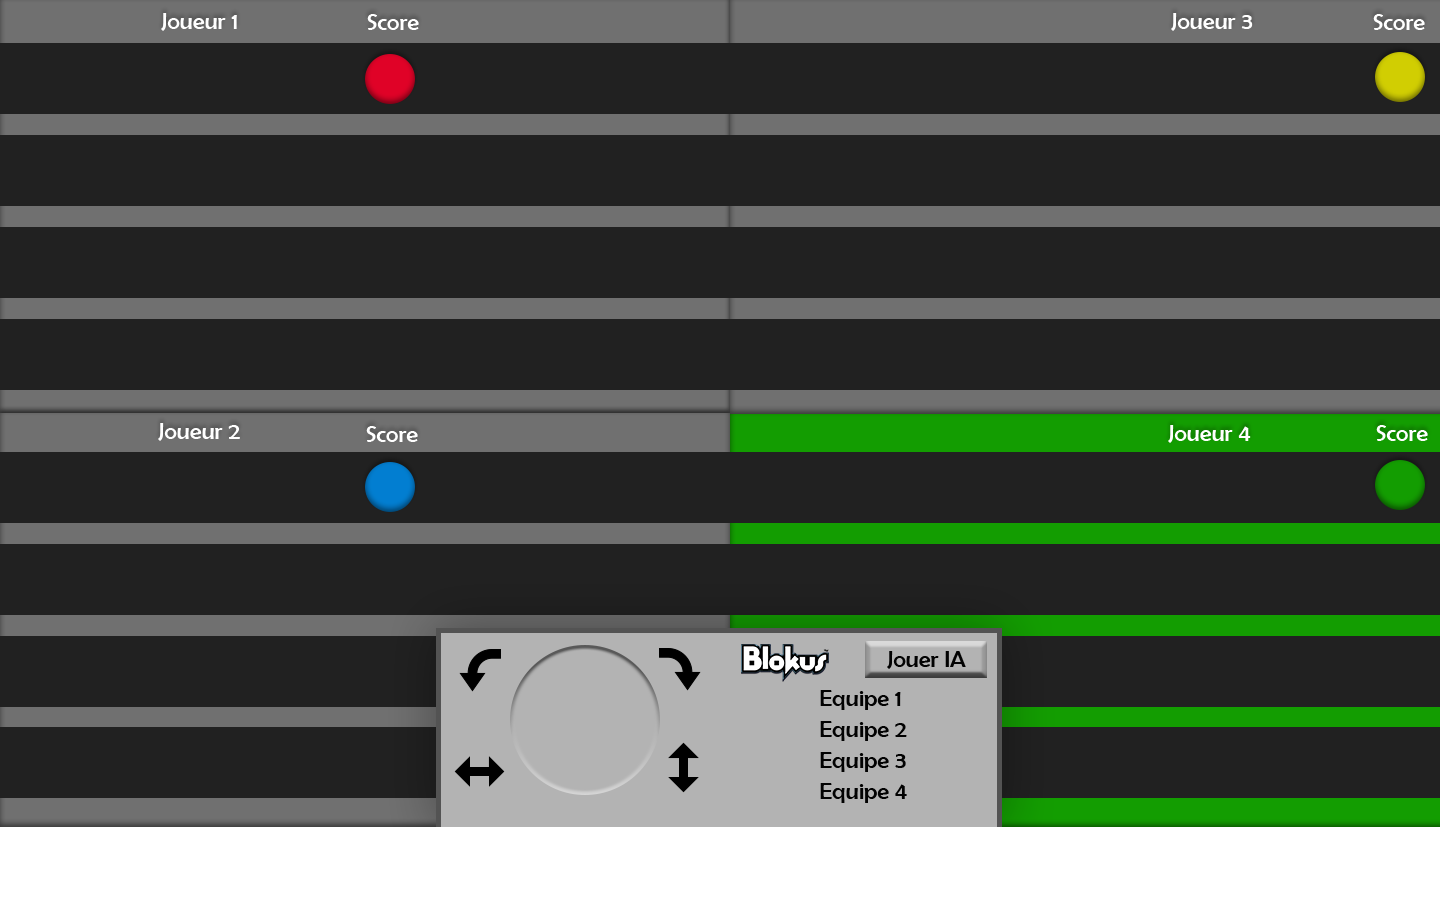 Joueur 1
Score
Joueur 3
Score
Joueur 2
Score
Joueur 4
Score
Blokus
Jouer IA
Equipe 1
Equipe 2
Equipe 3
Equipe 4